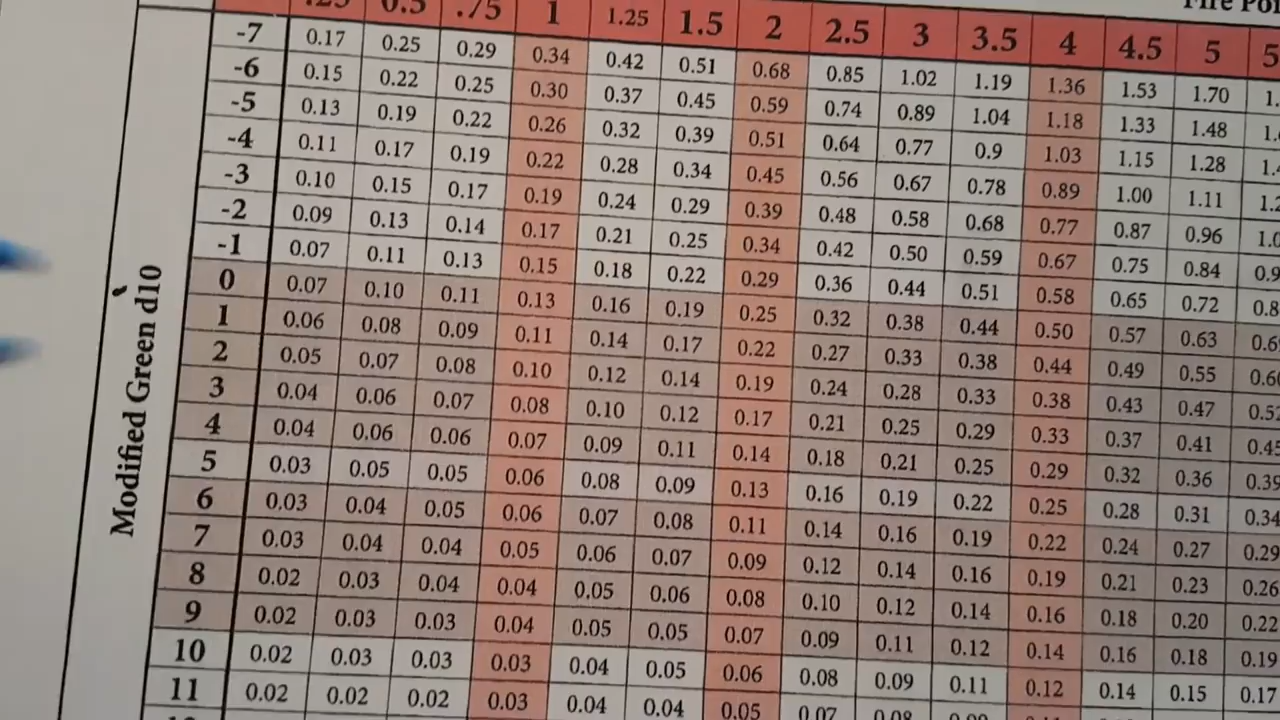 .25 0.5 .75 1 1.25 1.5 2 2.5 3 3.5 4 4.5 5
-7 0.17 0.25 0.29 0.34 0.42 0.51 0.68 0.85 1.02 1.19 1.36 1.53 1.70
-6 0.15 0.22 0.25 0.30 0.37 0.45 0.59 0.74 0.89 1.04 1.18 1.33 1.48
-5 0.13 0.19 0.22 0.26 0.32 0.39 0.51 0.64 0.77 0.9 1.03 1.15 1.28
-4 0.11 0.17 0.19 0.22 0.28 0.34 0.45 0.56 0.67 0.78 0.89 1.00 1.11
-3 0.10 0.15 0.17 0.19 0.24 0.29 0.39 0.48 0.58 0.68 0.77 0.87 0.96
-2 0.09 0.13 0.14 0.17 0.21 0.25 0.34 0.42 0.50 0.59 0.67 0.75 0.84
-1 0.07 0.11 0.13 0.15 0.18 0.22 0.29 0.36 0.44 0.51 0.58 0.65 0.72
0 0.07 0.10 0.11 0.13 0.16 0.19 0.25 0.32 0.38 0.44 0.50 0.57 0.63
1 0.06 0.08 0.09 0.11 0.14 0.17 0.22 0.27 0.33 0.38 0.44 0.49 0.55
2 0.05 0.07 0.08 0.10 0.12 0.14 0.19 0.24 0.28 0.33 0.38 0.43 0.47
3 0.04 0.06 0.07 0.08 0.10 0.12 0.17 0.21 0.25 0.29 0.33 0.37 0.41
4 0.04 0.06 0.06 0.07 0.09 0.11 0.14 0.18 0.21 0.25 0.29 0.32 0.36 0.39
5 0.03 0.05 0.05 0.06 0.08 0.09 0.13 0.16 0.19 0.22 0.25 0.28 0.31 0.34
6 0.03 0.04 0.05 0.06 0.07 0.08 0.11 0.14 0.16 0.19 0.22 0.24 0.27 0.29
7 0.03 0.04 0.04 0.05 0.06 0.07 0.09 0.12 0.14 0.16 0.19 0.21 0.23 0.26
8 0.02 0.03 0.04 0.04 0.05 0.06 0.08 0.10 0.12 0.14 0.16 0.18 0.20 0.22
9 0.02 0.03 0.03 0.04 0.05 0.05 0.07 0.09 0.11 0.12 0.14 0.16 0.18 0.19
10 0.02 0.03 0.03 0.03 0.04 0.05 0.06 0.08 0.09 0.11 0.12 0.14 0.15 0.17
11 0.02 0.02 0.02 0.03 0.04 0.04 0.05 0.07
Modified Green d10